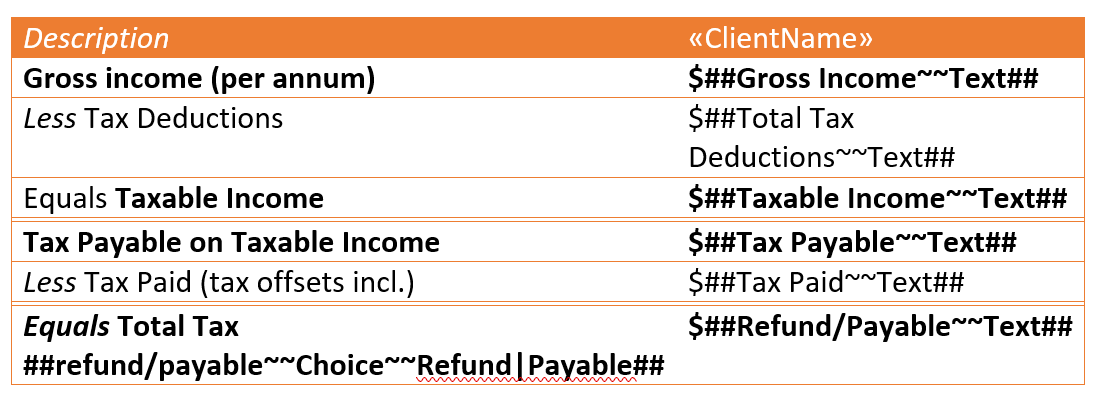 Description «ClientName»
Gross income (per annum) $##Gross Income~~Text##
Less Tax Deductions $##Total Tax
Deductions~~Text##
Equals Taxable Income $##Taxable Income~~Text##
Tax Payable on Taxable Income $##Tax Payable~~Text##
Less Tax Paid (tax offsets incl.) $##Tax Paid~~Text##
Equals Total Tax $##Refund/Payable~~Text##
##refund/payable~~Choice~~Refund|Payable##